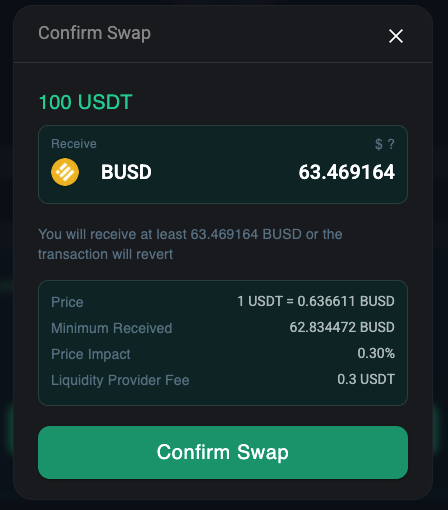 Confirm Swap
100 USDT
Receive
$ ?
BUSD
63.469164
You will receive at least 63.469164 BUSD or the
transaction will revert
Price
1 USDT = 0.636611 BUSD
Minimum Received
62.834472 BUSD
Price Impact
0.30%
Liquidity Provider Fee
0.3 USDT
Confirm Swap